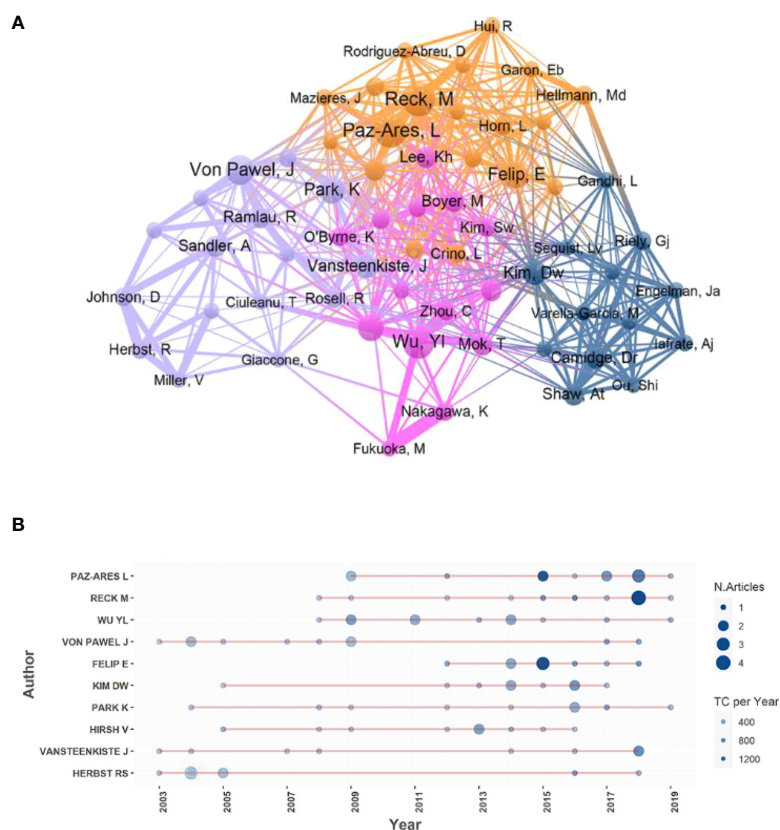 A
Hui, R
Rodriguez-Abreu, D
Garon, Eb
Mazieres, J
Reck, M
Hellmann, Md
Paz-Ares, L
Horn, L
Lee, Kh
Von Pawel, J
Felip, E
Gandhi, L
Park, K
Boyer, M
Ramlau, R
Kim, Sw
O'Byrne, K
Riely, Gj
Sandler, A
Crino, L
Sequist, Lv
Vansteenkiste, J
Kim, Dw
Engelman, Ja
Johnson, D
Ciuleanu, T
Rosell, R
Zhou, C
Varella-Garcia, M
Wu, Yl
Mok, T
Iafrate, Aj
Herbst, R
Giaccone, G
Camidge, Dr
Miller, V
Shaw, At
Ou, Shi
Nakagawa, K
Fukuoka, M
B
PAZ-ARES L
RECK M
WU YL
VON PAWEL J
FELIP E
KIM DW
PARK K
HIRSH V
VANSTEENKISTE J
HERBST RS
Author
2003
2005
2007
2009
2011
2013
2015
2017
2019
Year
N.Articles
1
2
3
4
TC per Year
400
800
1200